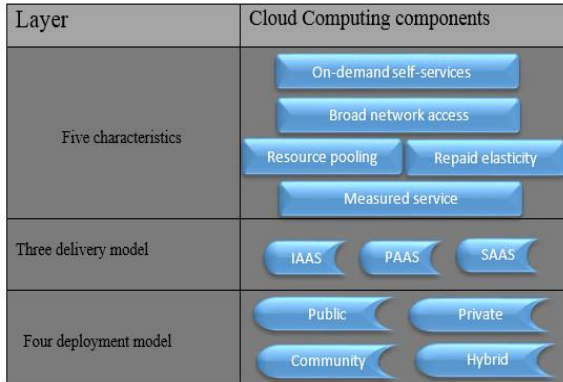 Layer
Cloud Computing components
Five characteristics
On-demand self-services
Broad network access
Resource pooling
Repaid elasticity
Measured service
Three delivery model
IAAS
PAAS
SAAS
Four deployment model
Public
Private
Community
Hybrid